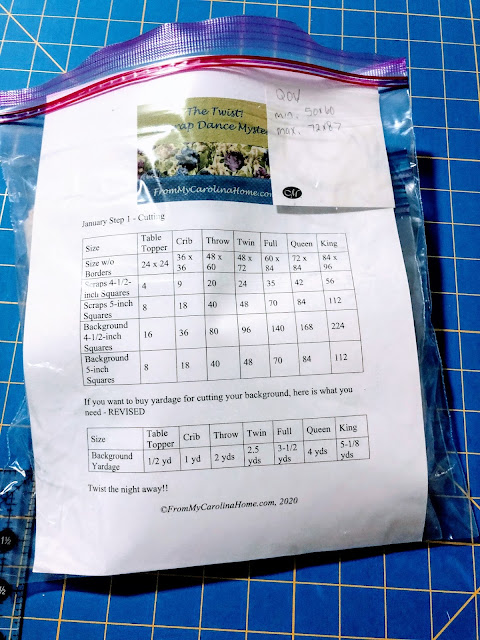 The Twist!
Scrap Dance Mystery
FromMyCarolinaHome.com
QOV
min. 50x60
max. 72x87
M
January Step 1 - Cutting
Size Table Topper Crib Throw Twin Full Queen King
Size w/o Borders 24 x 24 36 x 36 48 x 60 48 x 72 60 x 84 72 x 84 84 x 96
Scraps 4-1/2-inch Squares 4 9 20 24 35 42 56
Scraps 5-inch Squares 8 18 40 48 70 84 112
Background 4-1/2-inch Squares 16 36 80 96 140 168 224
Background 5-inch Squares 8 18 40 48 70 84 112
If you want to buy yardage for cutting your background, here is what you
need - REVISED
Size Table Topper Crib Throw Twin Full Queen King
Background Yardage 1/2 yd 1 yd 2 yds 2.5 yds 3-1/2 yds 4 yds 5-1/8 yds
Twist the night away!!
©FromMyCarolinaHome.com, 2020
1½
½